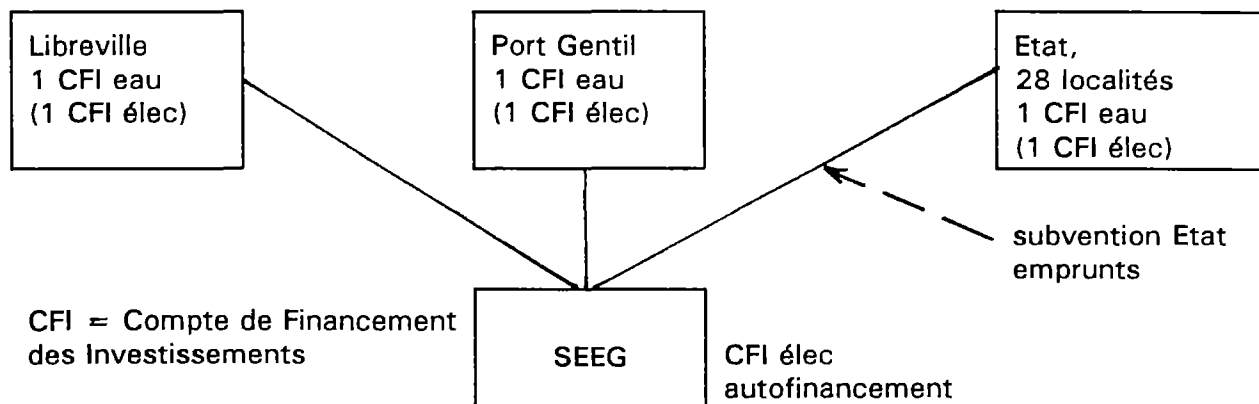 Libreville
1 CFI eau
(1 CFI élec)
Port Gentil
1 CFI eau
(1 CFI élec)
Etat,
28 localités
1 CFI eau
(1 CFI élec)
subvention Etat
emprunts
CFI = Compte de Financement
des Investissements
SEEG
CFI élec
autofinancement